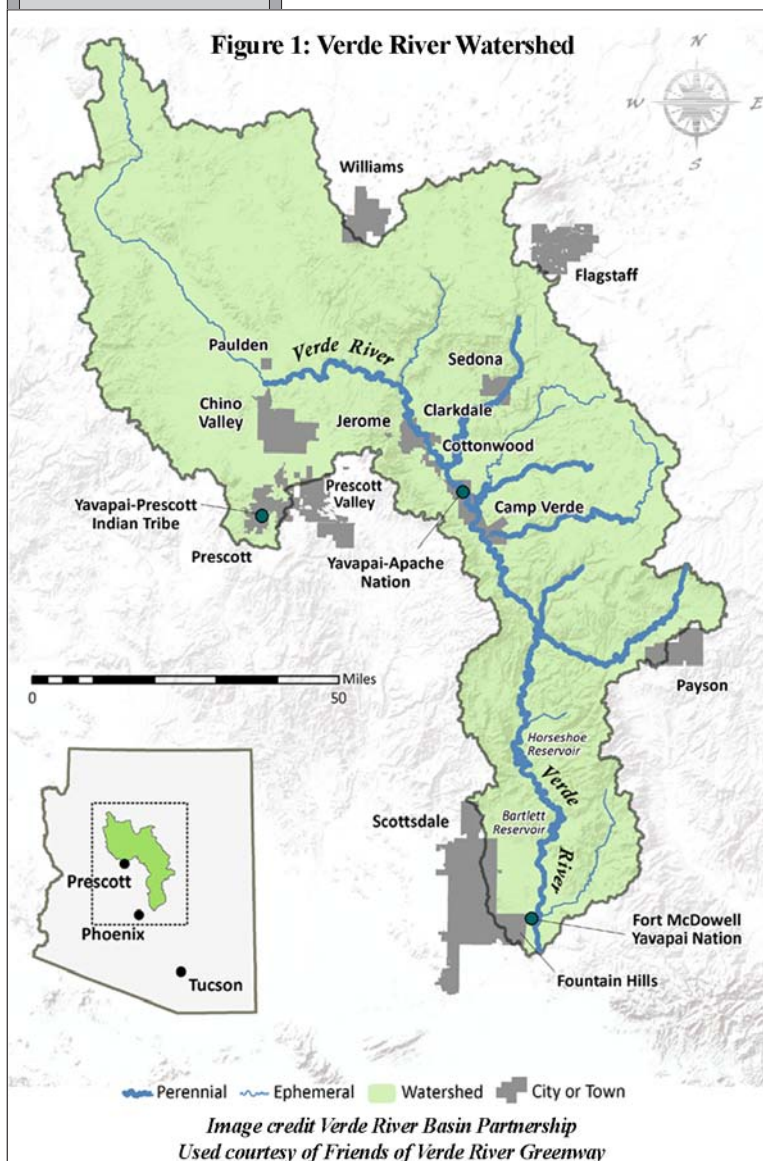 Figure 1: Verde River Watershed
N
W E
S
Williams
Flagstaff
Paulden
Verde River
Sedona
Chino
Valley
Jerome
Clarkdale
Cottonwood
Yavapai-Prescott
Indian Tribe
Prescott
Valley
Camp Verde
Prescott
Yavapai-Apache
Nation
Miles
0 50
Payson
Horseshoe
Reservoir
Verde
River
Scottsdale
Bartlett
Reservoir
Fort McDowell
Yavapai Nation
Fountain Hills
Prescott
Phoenix
Tucson
Perennial Ephemeral Watershed City or Town
Image credit Verde River Basin Partnership
Used courtesy of Friends of Verde River Greenway